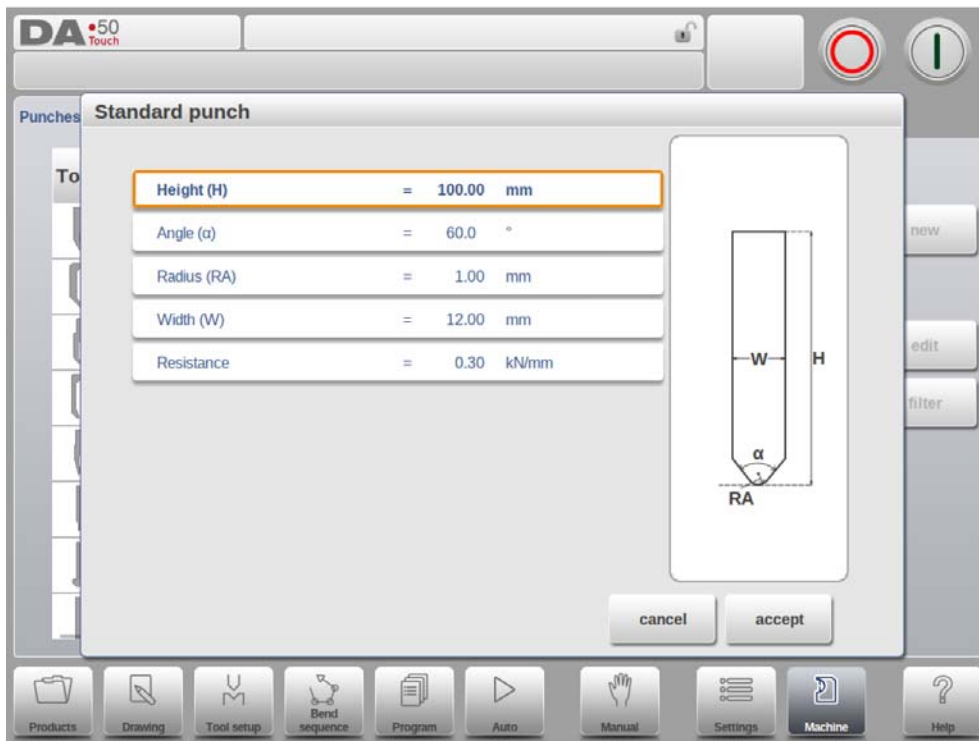 DA•50
Touch
Punches
Standard punch
To
Height (H) = 100.00 mm
Angle (α) = 60.0 °
Radius (RA) = 1.00 mm
Width (W) = 12.00 mm
Resistance = 0.30 kN/mm
W H
α
RA
new
edit
filter
cancel accept
Products Drawing Tool setup Bend sequence Program Auto Manual Settings Machine Help